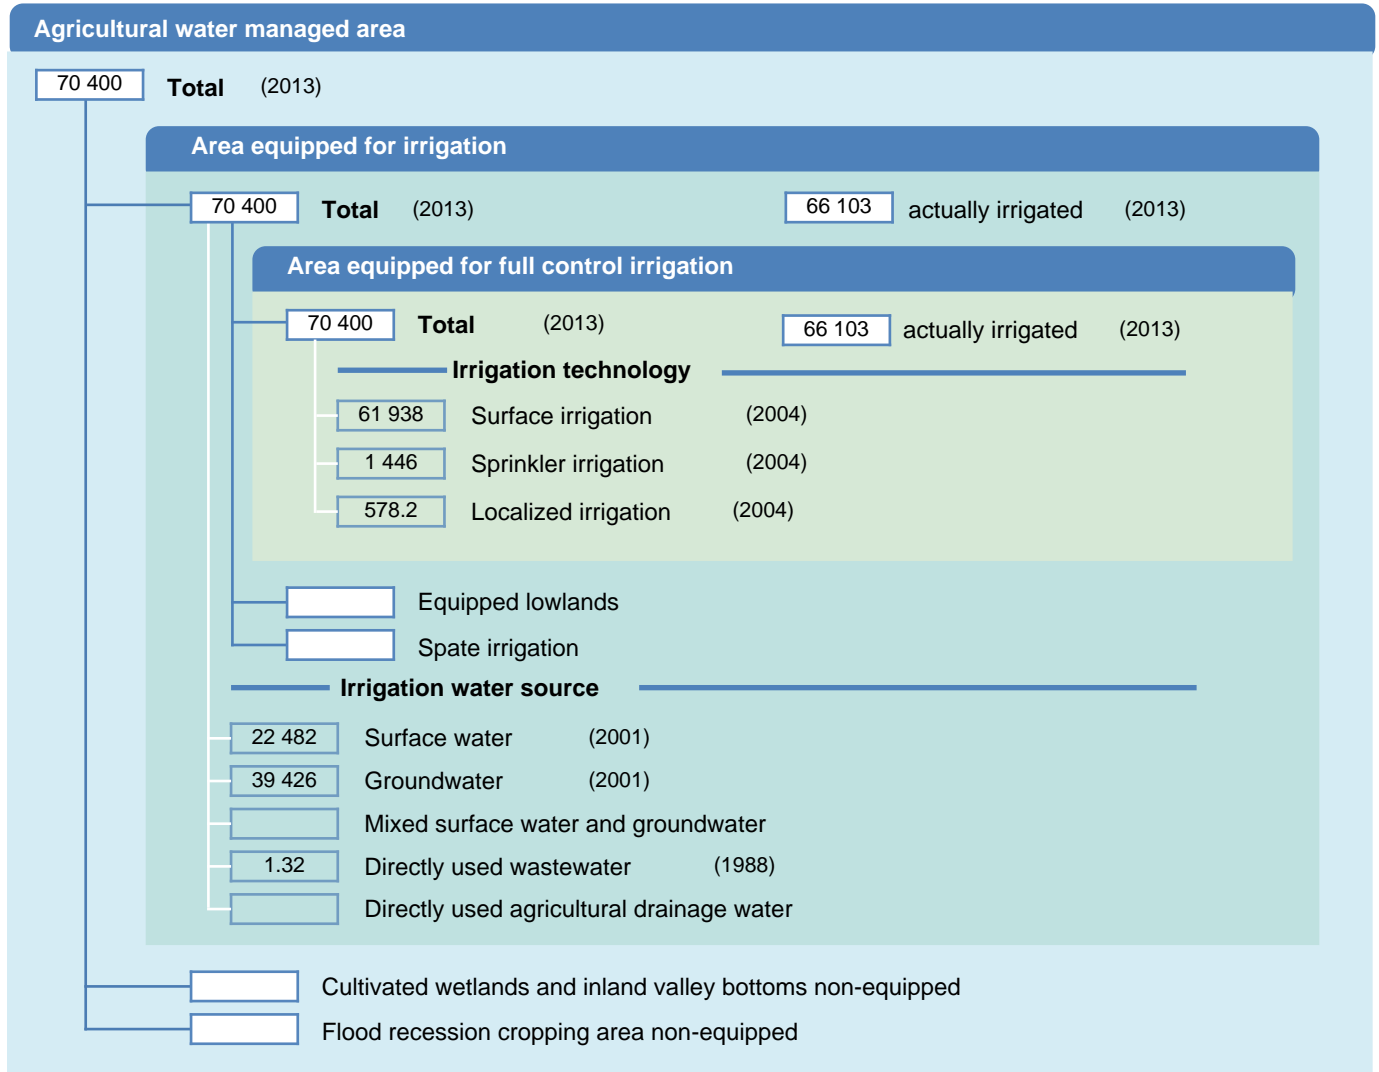 Agricultural water managed area
70 400 Total (2013)
Area equipped for irrigation
70 400 Total (2013) 66 103 actually irrigated (2013)
Area equipped for full control irrigation
70 400 Total (2013) 66 103 actually irrigated (2013)
Irrigation technology
61 938 Surface irrigation (2004)
1 446 Sprinkler irrigation (2004)
578.2 Localized irrigation (2004)
Equipped lowlands
Spate irrigation
Irrigation water source
22 482 Surface water (2001)
39 426 Groundwater (2001)
Mixed surface water and groundwater
1.32 Directly used wastewater (1988)
Directly used agricultural drainage water
Cultivated wetlands and inland valley bottoms non-equipped
Flood recession cropping area non-equipped